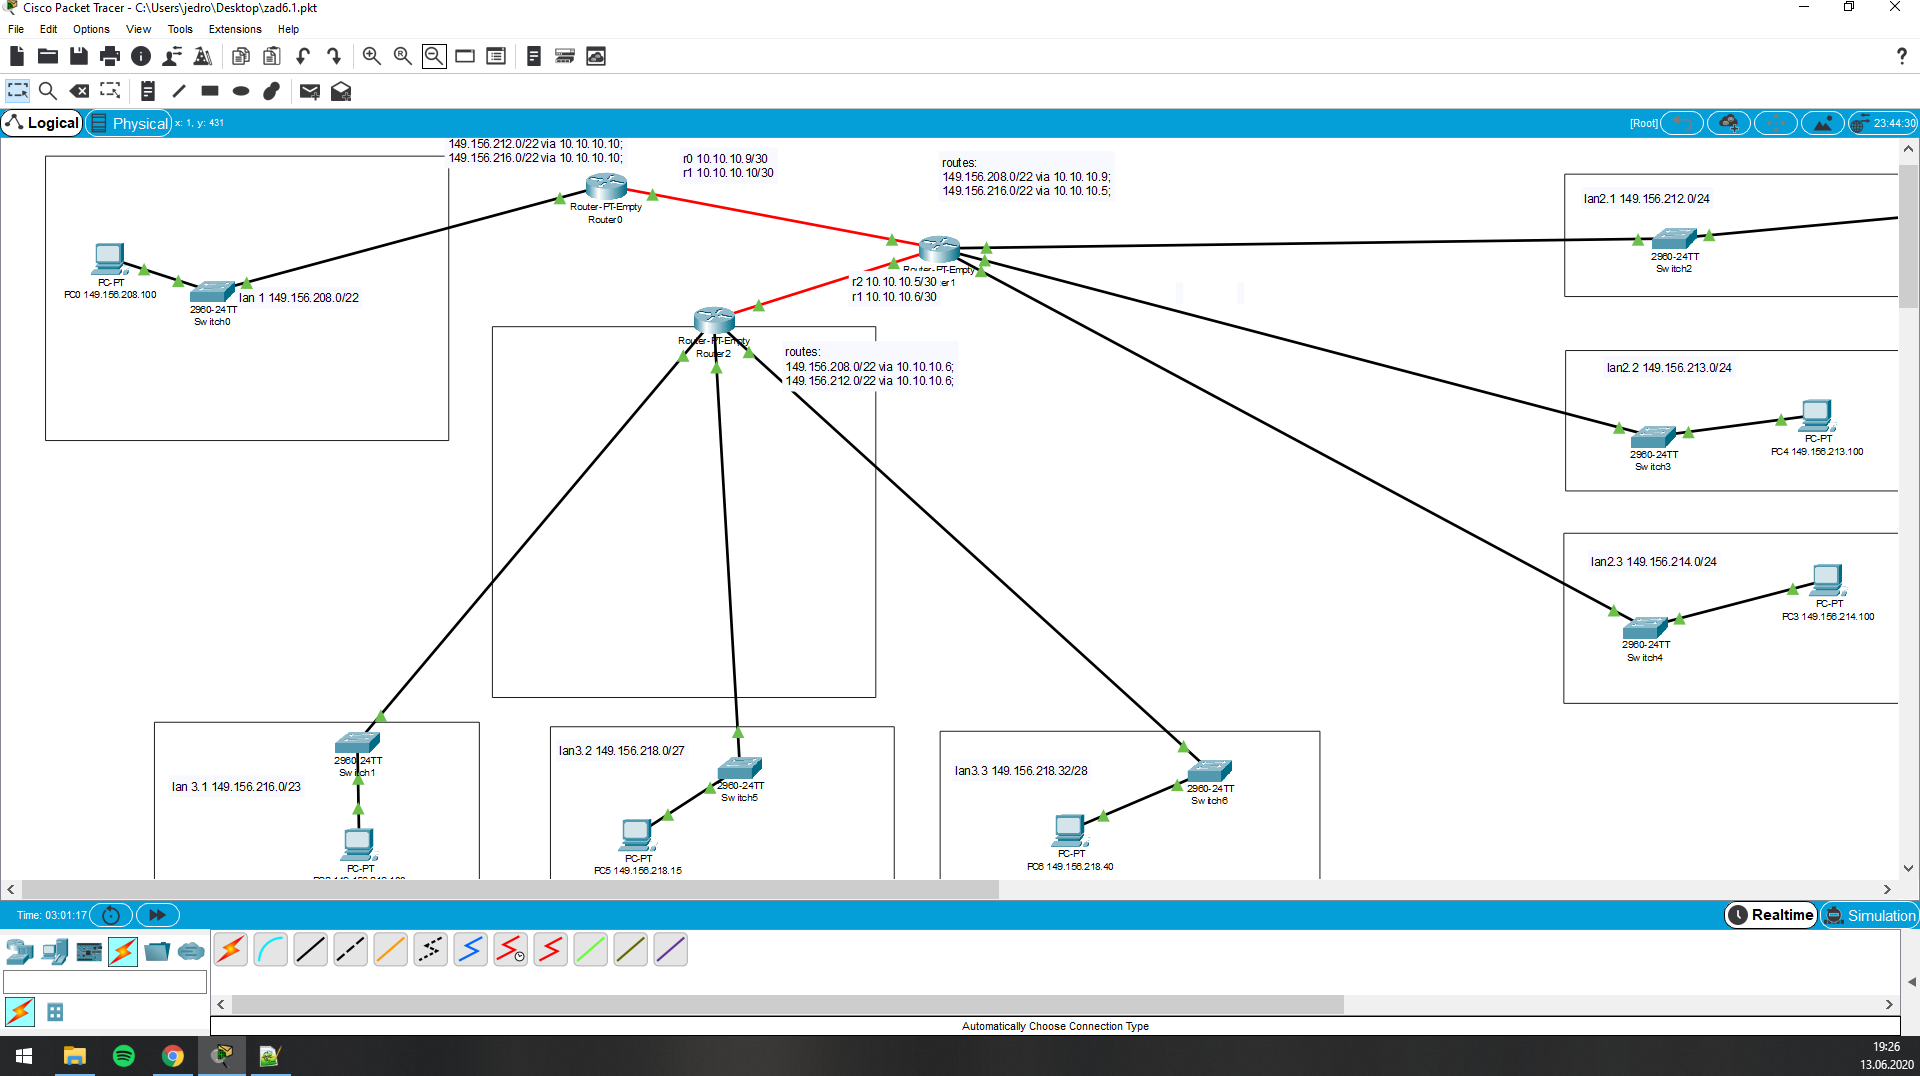 Cisco Packet Tracer - C:\Users\jedro\Desktop\zad6.1.pkt
File Edit Options View Tools Extensions Help
Logical Physical x: 1, y: 431 [Root] 23:44:30
149.156.212.0/22 via 10.10.10.10;
149.156.216.0/22 via 10.10.10.10;
r0 10.10.10.9/30
r1 10.10.10.10/30
routes:
149.156.208.0/22 via 10.10.10.9;
149.156.216.0/22 via 10.10.10.5;
Router-PT-Empty
Router0
lan2.1 149.156.212.0/24
2960-24TT
Switch2
PC-PT
PC0 149.156.208.100
lan 1 149.156.208.0/22
2960-24TT
Switch0
Router-PT-Empty
er1
r2 10.10.10.5/30
r1 10.10.10.6/30
Router-PT-Empty
Router2
routes:
149.156.208.0/22 via 10.10.10.6;
149.156.212.0/22 via 10.10.10.6;
lan2.2 149.156.213.0/24
PC-PT
PC4 149.156.213.100
2960-24TT
Switch3
lan2.3 149.156.214.0/24
PC-PT
PC3 149.156.214.100
2960-24TT
Switch4
2960-24TT
Switch1
lan 3.1 149.156.216.0/23
PC-PT
lan3.2 149.156.218.0/27
2960-24TT
Switch5
PC-PT
PC5 149.156.218.15
lan3.3 149.156.218.32/28
2960-24TT
Switch6
PC-PT
PC6 149.156.218.40
Time: 03:01:17 Realtime Simulation
Automatically Choose Connection Type
19:26
13.06.2020